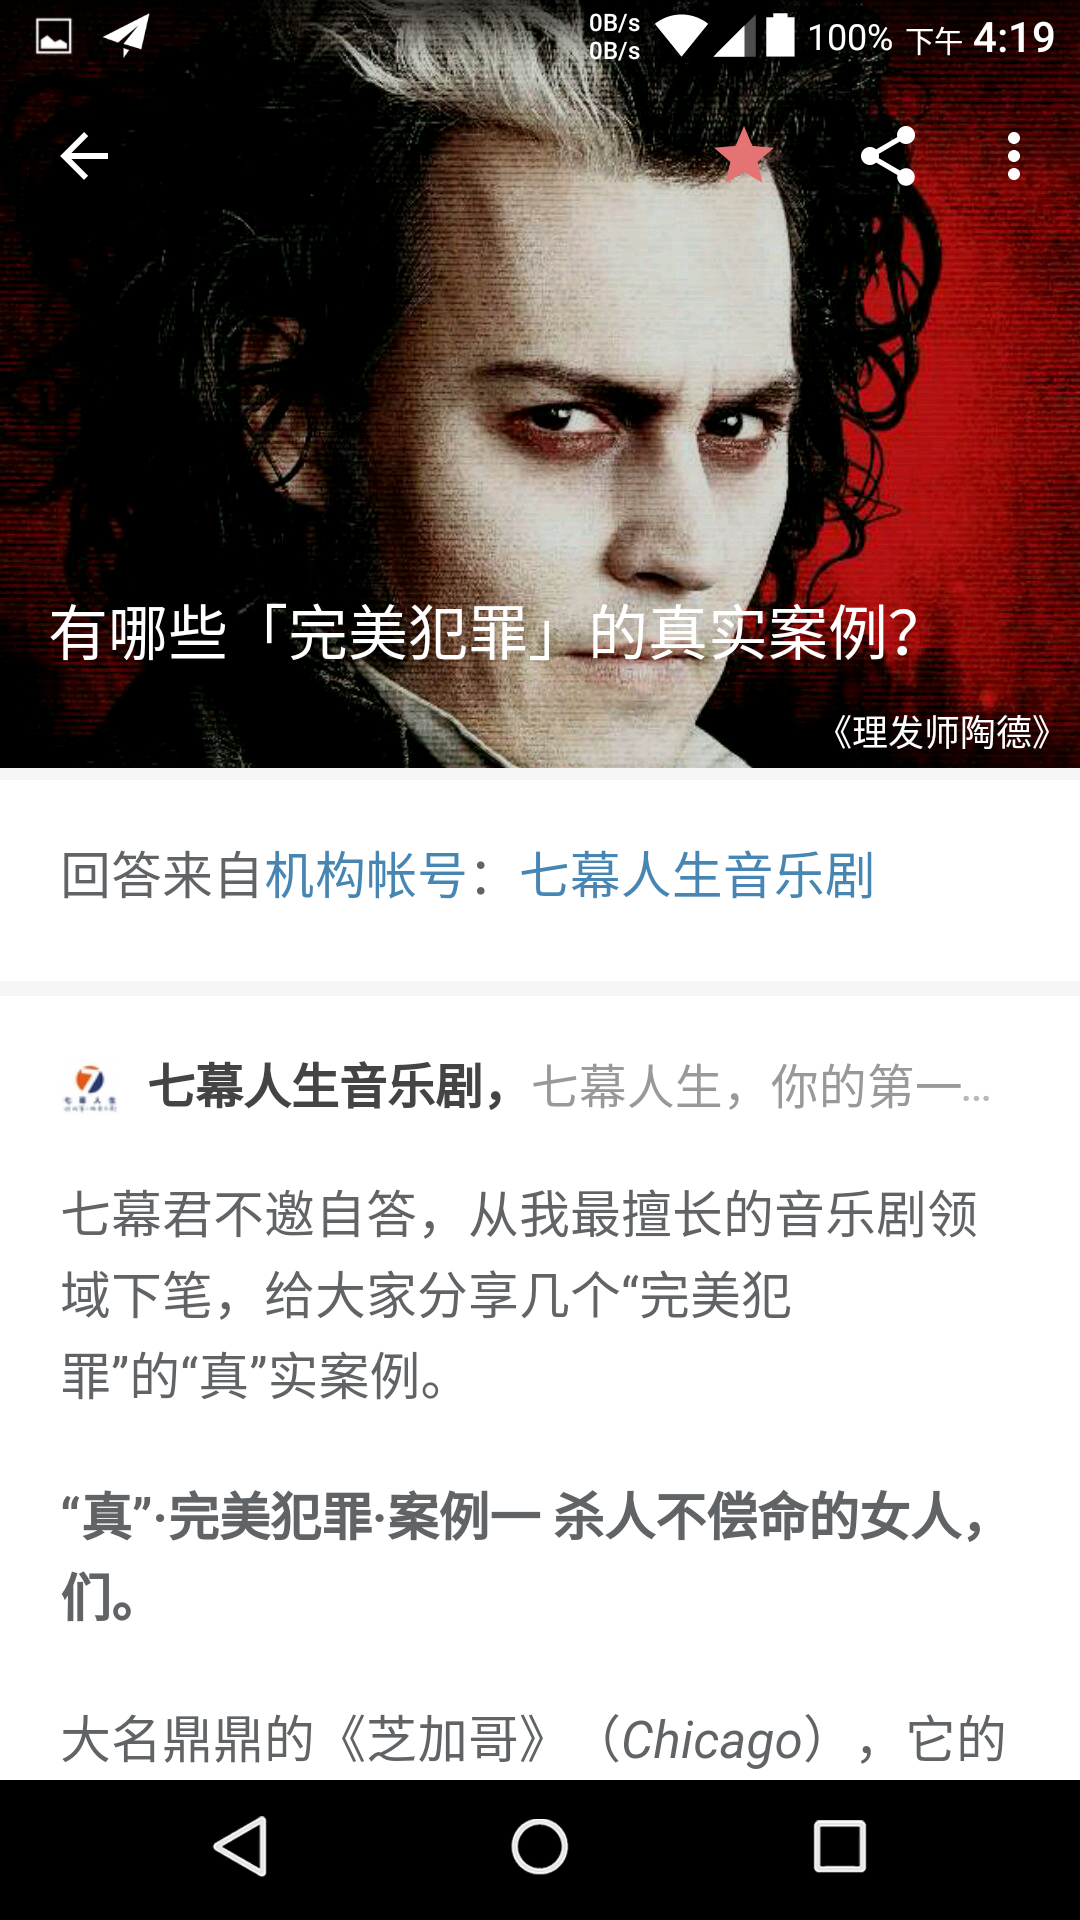 0B/s
0B/s
100% 下午 4:19
有哪些「完美犯罪」的真实案例？
《理发师陶德》
回答来自机构帐号：七幕人生音乐剧
七幕人生
七幕人生音乐剧，七幕人生，你的第一...
七幕君不邀自答，从我最擅长的音乐剧领
域下笔，给大家分享几个“完美犯
罪”的“真”实案例。
“真”·完美犯罪·案例一 杀人不偿命的女人，
们。
大名鼎鼎的《芝加哥》（Chicago），它的